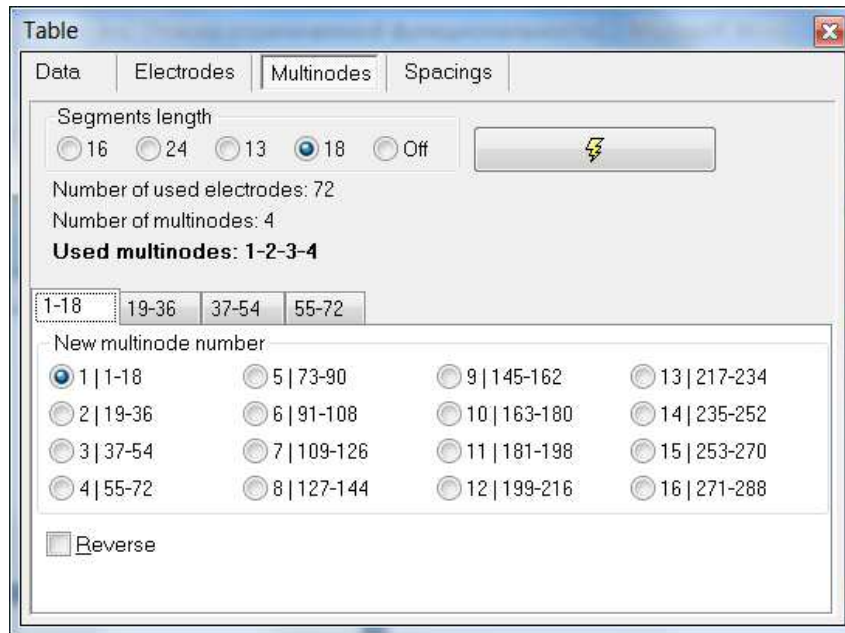 Table
Data Electrodes Multinodes Spacings
Segments length
16 24 13 18 Off
Number of used electrodes: 72
Number of multinodes: 4
Used multinodes: 1-2-3-4
1-18 19-36 37-54 55-72
New multinode number
1 | 1-18 5 | 73-90 9 | 145-162 13 | 217-234
2 | 19-36 6 | 91-108 10 | 163-180 14 | 235-252
3 | 37-54 7 | 109-126 11 | 181-198 15 | 253-270
4 | 55-72 8 | 127-144 12 | 199-216 16 | 271-288
Reverse